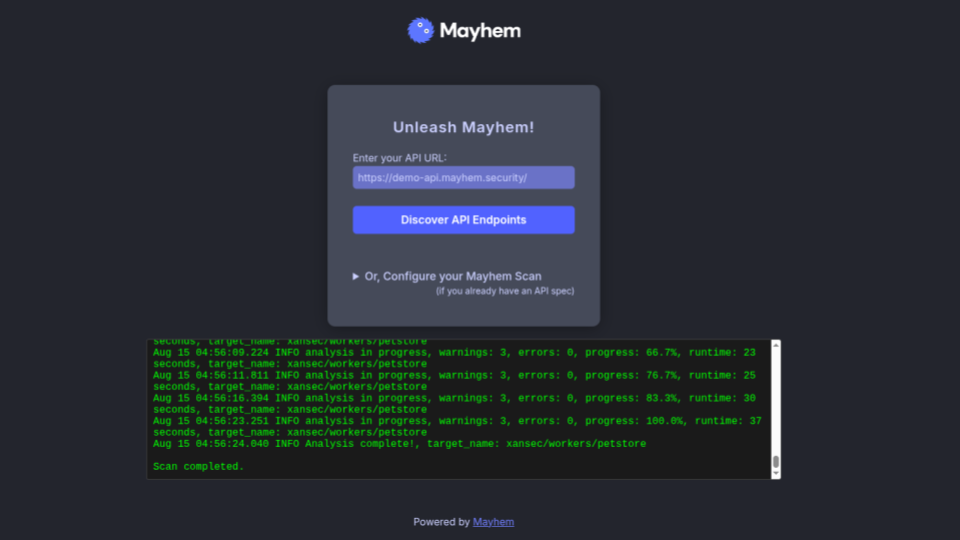 Mayhem
Unleash Mayhem!
Enter your API URL:
https://demo-api.mayhem.security/
Discover API Endpoints
Or, Configure your Mayhem Scan
(if you already have an API spec)
seconds, target_name: xansec/workers/petstore
Aug 15 04:56:09.224 INFO analysis in progress, warnings: 3, errors: 0, progress: 66.7%, runtime: 23
seconds, target_name: xansec/workers/petstore
Aug 15 04:56:11.811 INFO analysis in progress, warnings: 3, errors: 0, progress: 76.7%, runtime: 25
seconds, target_name: xansec/workers/petstore
Aug 15 04:56:16.394 INFO analysis in progress, warnings: 3, errors: 0, progress: 83.3%, runtime: 30
seconds, target_name: xansec/workers/petstore
Aug 15 04:56:23.251 INFO analysis in progress, warnings: 3, errors: 0, progress: 100.0%, runtime: 37
seconds, target_name: xansec/workers/petstore
Aug 15 04:56:24.040 INFO Analysis complete!, target_name: xansec/workers/petstore
Scan completed.
Powered by Mayhem